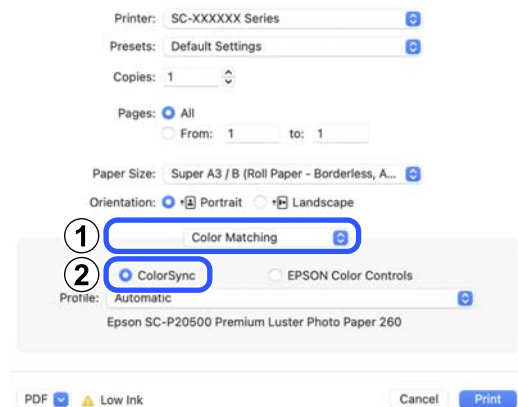 Printer: SC-XXXXXX Series
Presets: Default Settings
Copies: 1
Pages: All
From: 1 to: 1
Paper Size: Super A3 / B (Roll Paper - Borderless, A...
Orientation: Portrait Landscape
1 Color Matching
2 ColorSync EPSON Color Controls
Profile: Automatic
Epson SC-P20500 Premium Luster Photo Paper 260
PDF Low Ink Cancel Print